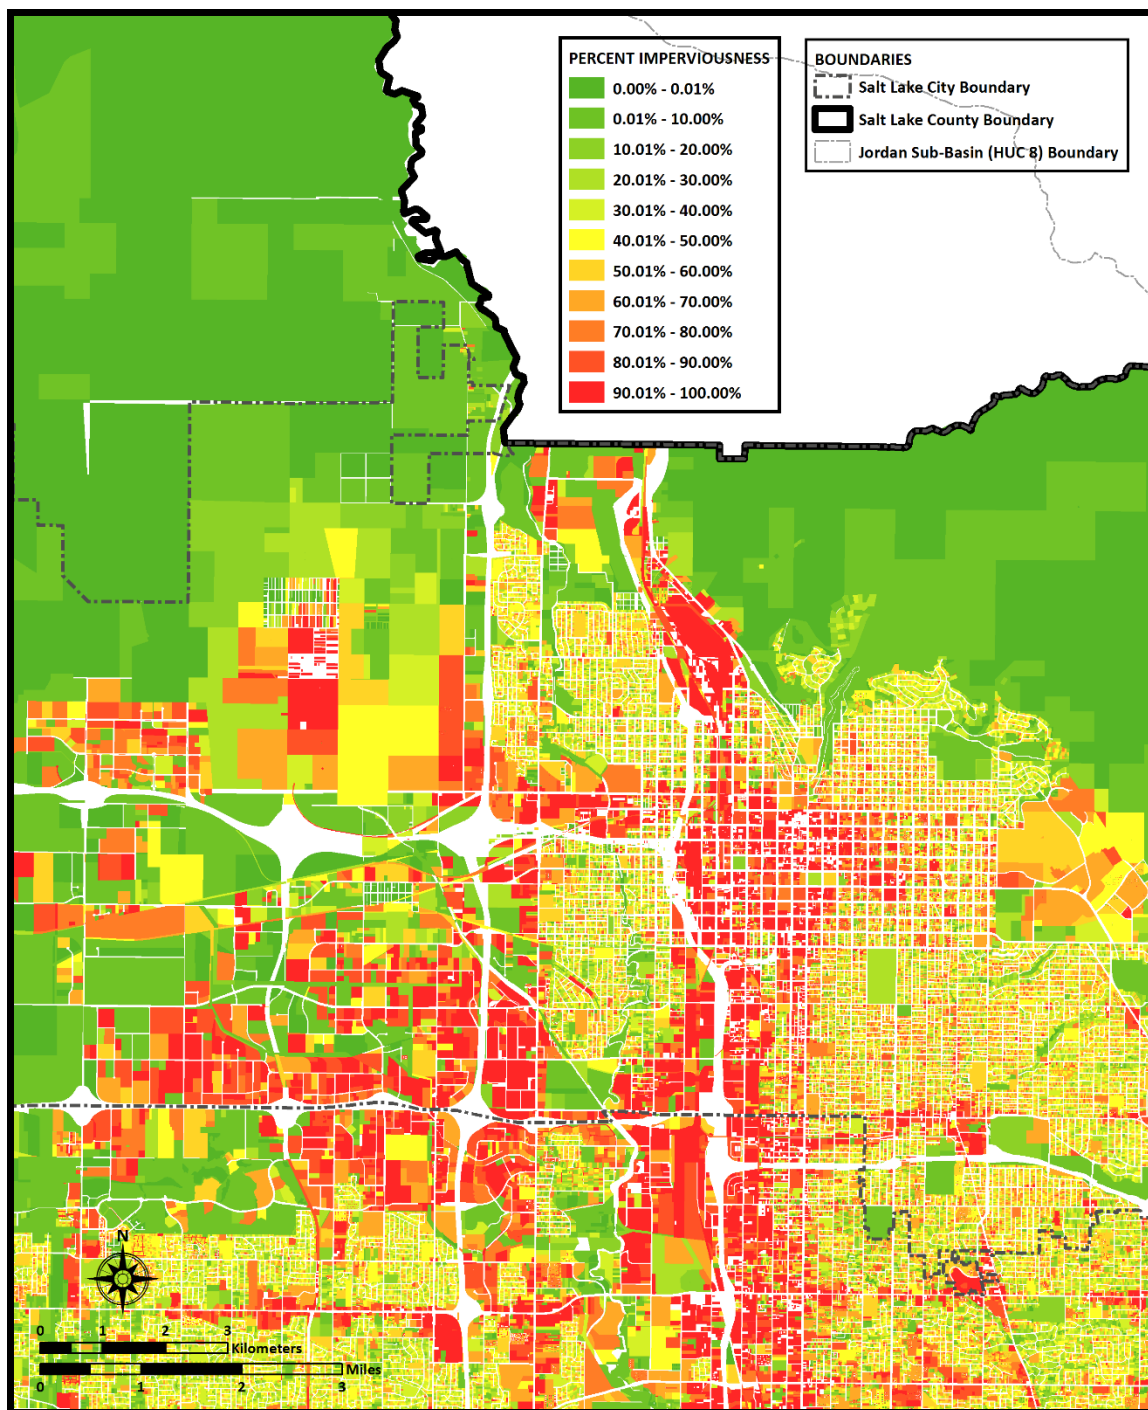 PERCENT IMPERVIOUSNESS
0.00% - 0.01%
0.01% - 10.00%
10.01% - 20.00%
20.01% - 30.00%
30.01% - 40.00%
40.01% - 50.00%
50.01% - 60.00%
60.01% - 70.00%
70.01% - 80.00%
80.01% - 90.00%
90.01% - 100.00%
BOUNDARIES
Salt Lake City Boundary
Salt Lake County Boundary
Jordan Sub-Basin (HUC 8) Boundary
N
0 1 2 3
Kilometers
Miles
0 1 2 3